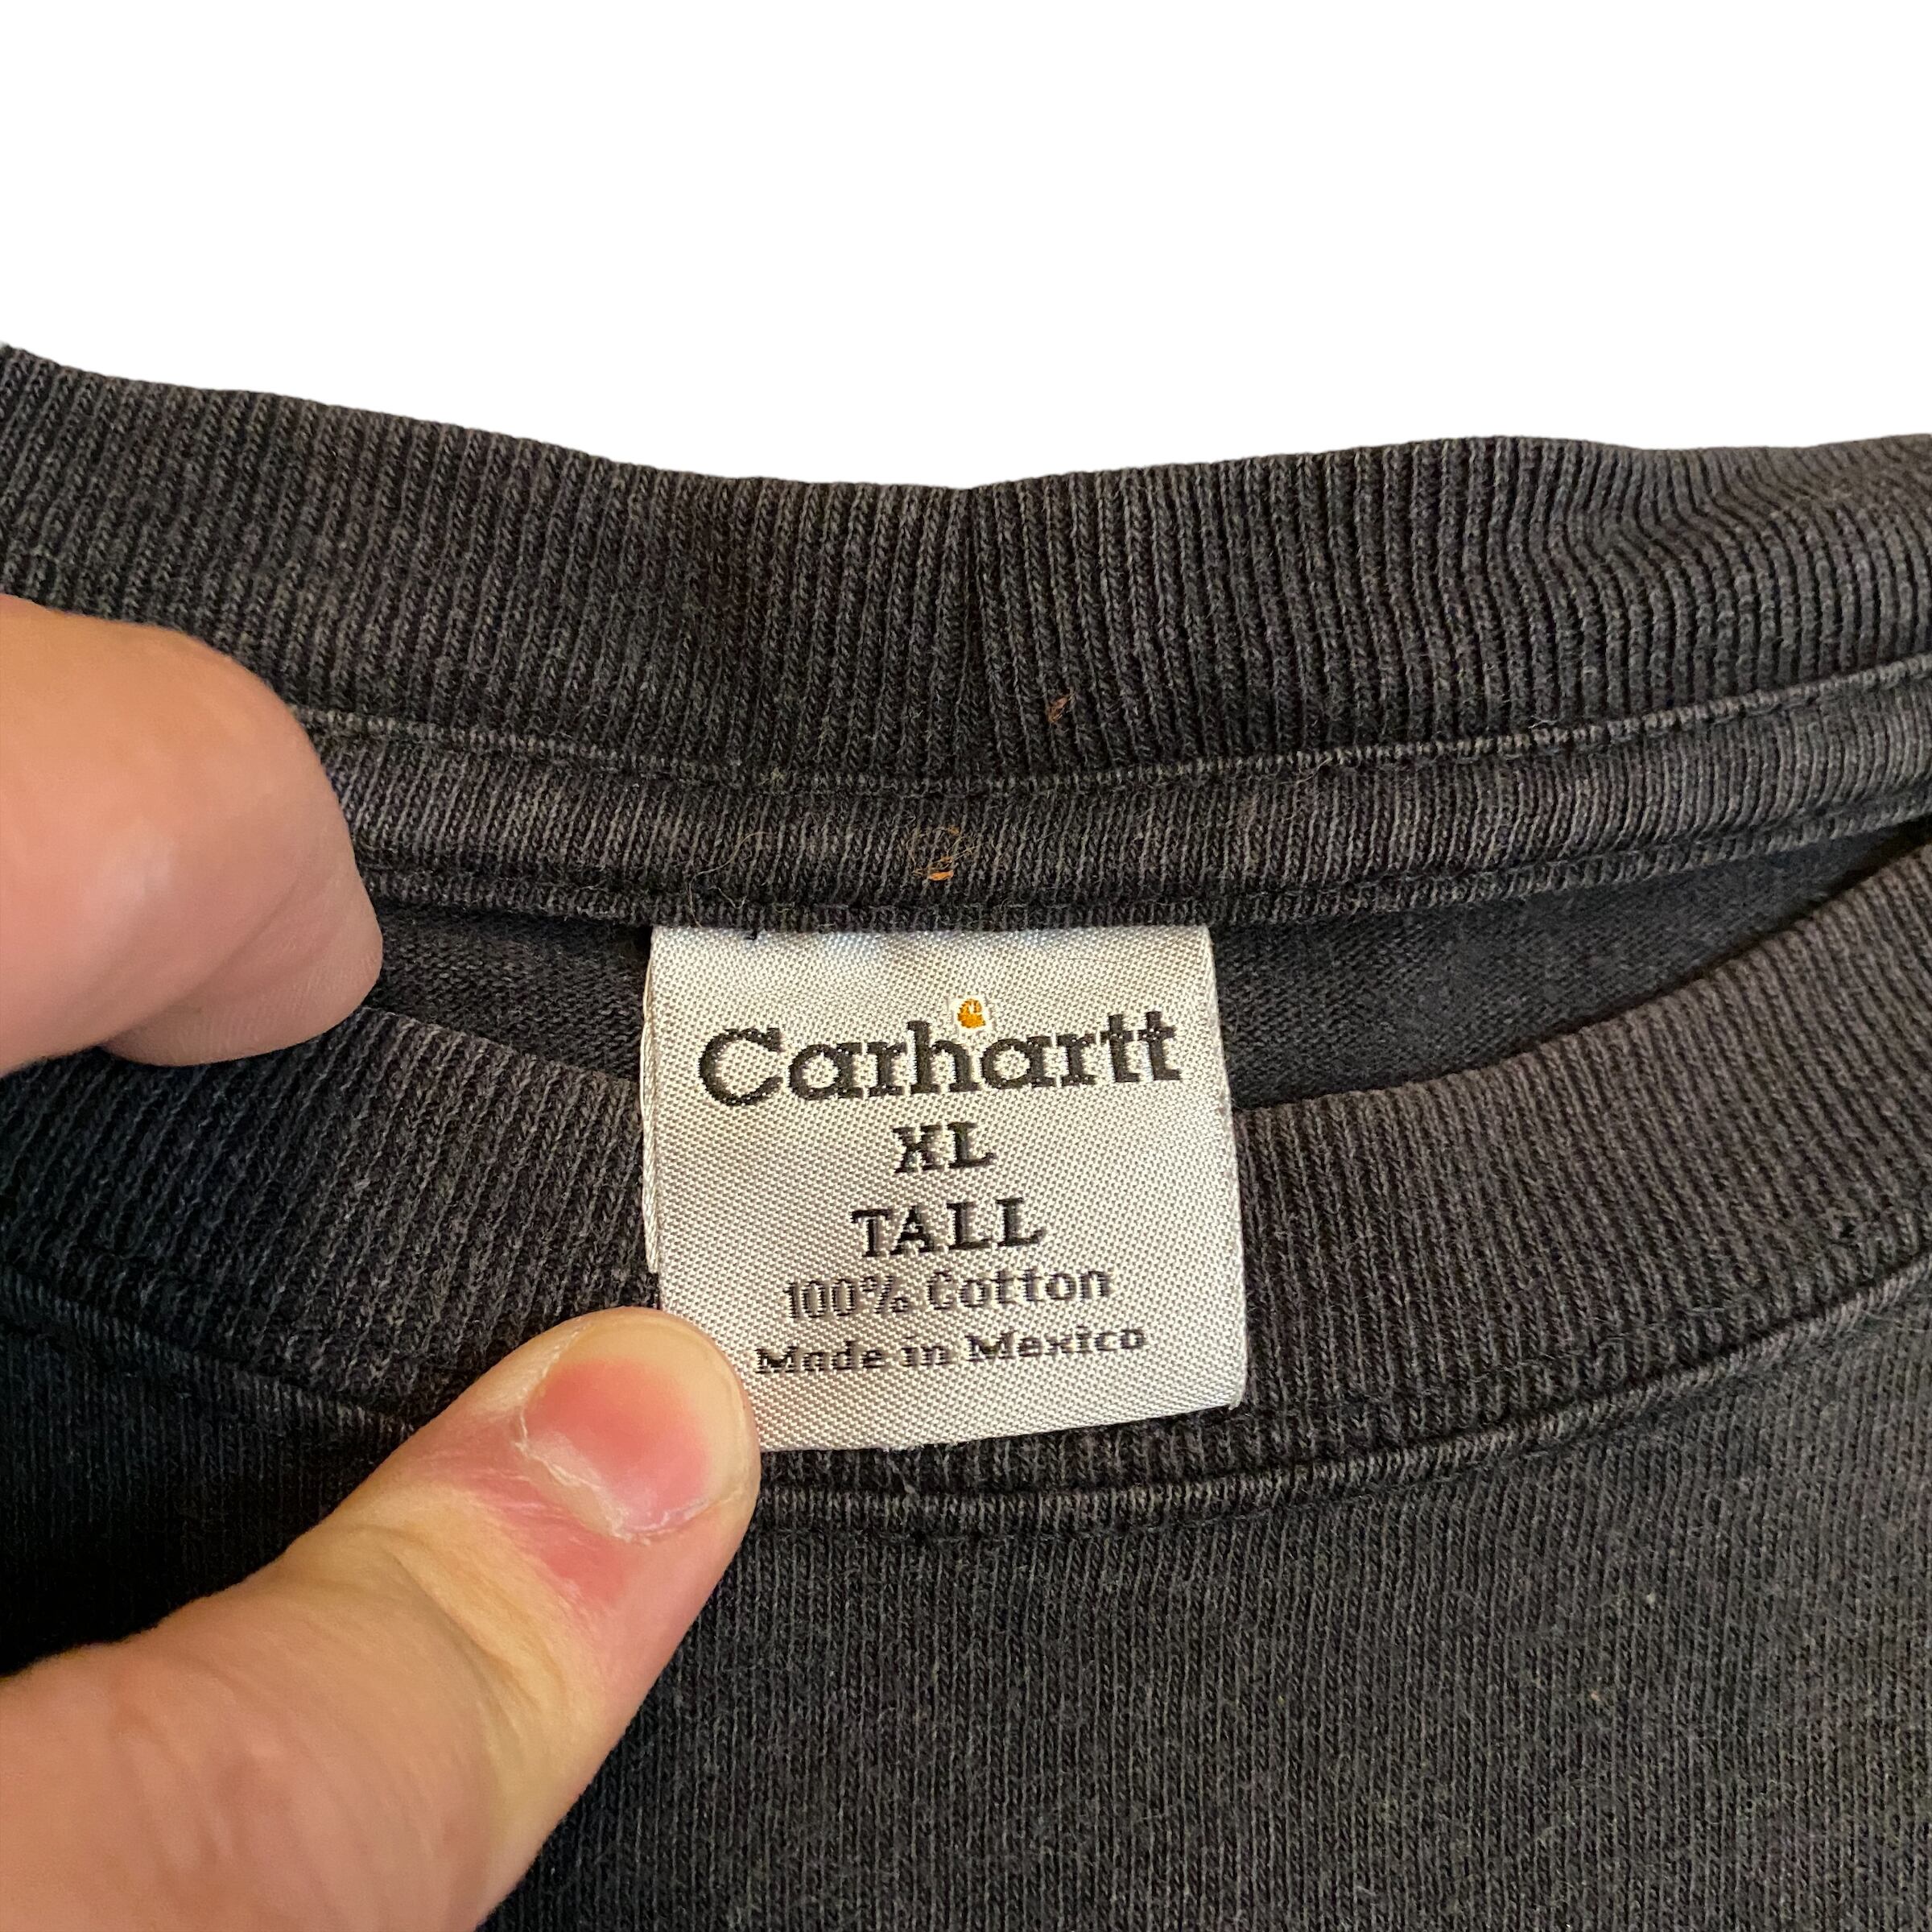 Carhartt
XL
TALL
100% Cotton
Made in Mexico